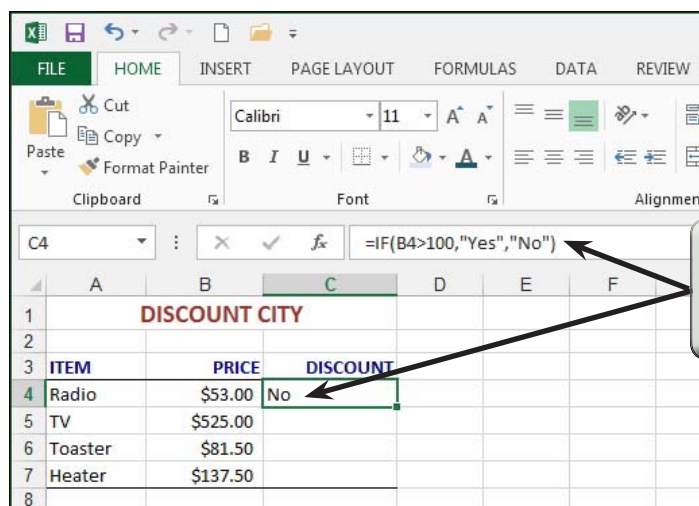 FILE HOME INSERT PAGE LAYOUT FORMULAS DATA REVIEW
Cut
Calibri 11 A A
Copy
Paste
Format Painter
B I U A
Clipboard Font
C4 fx =IF(B4>100,"Yes","No")
A B C D E F
1 DISCOUNT CITY
2
3 ITEM PRICE DISCOUNT
4 Radio $53.00 No
5 TV $525.00
6 Toaster $81.50
7 Heater $137.50
8